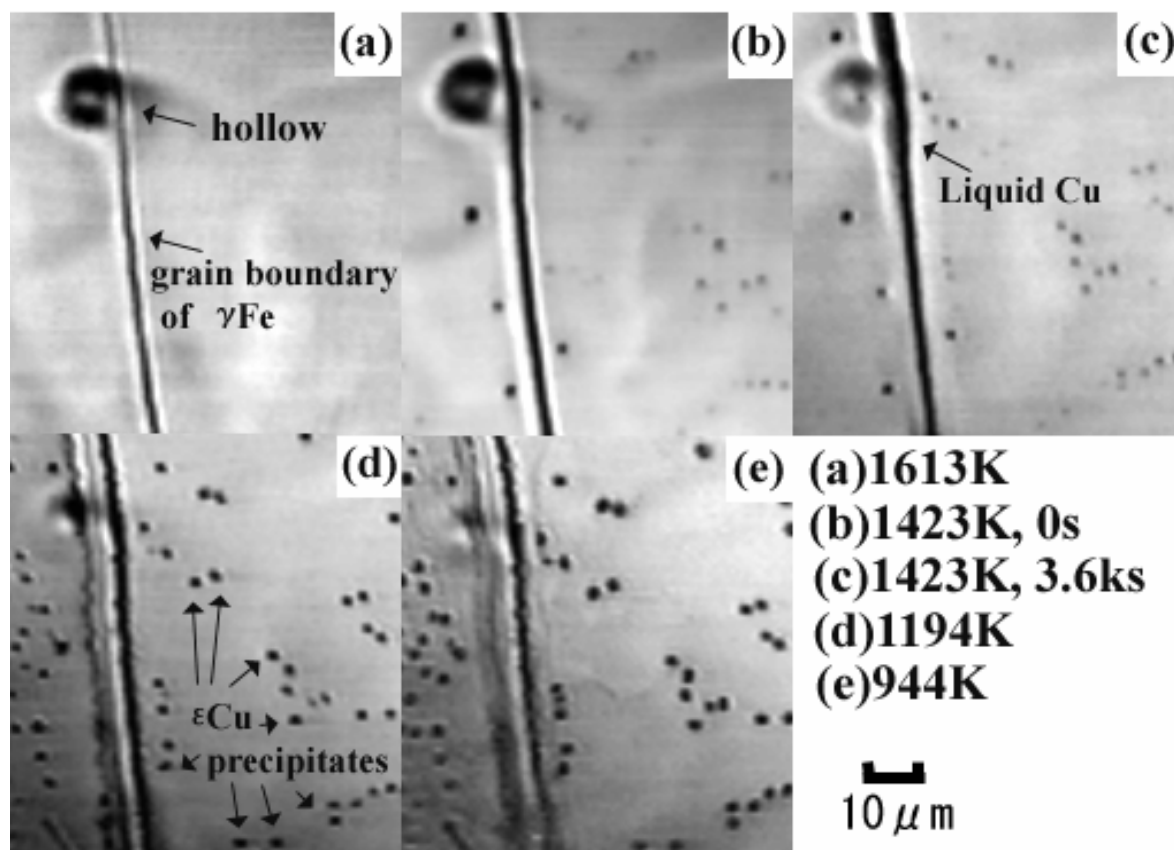 (a)
hollow
grain boundary
of γFe
(b)
(c)
Liquid Cu
(d)
εCu
precipitates
(e)
(a)1613K
(b)1423K, 0s
(c)1423K, 3.6ks
(d)1194K
(e)944K
10μm